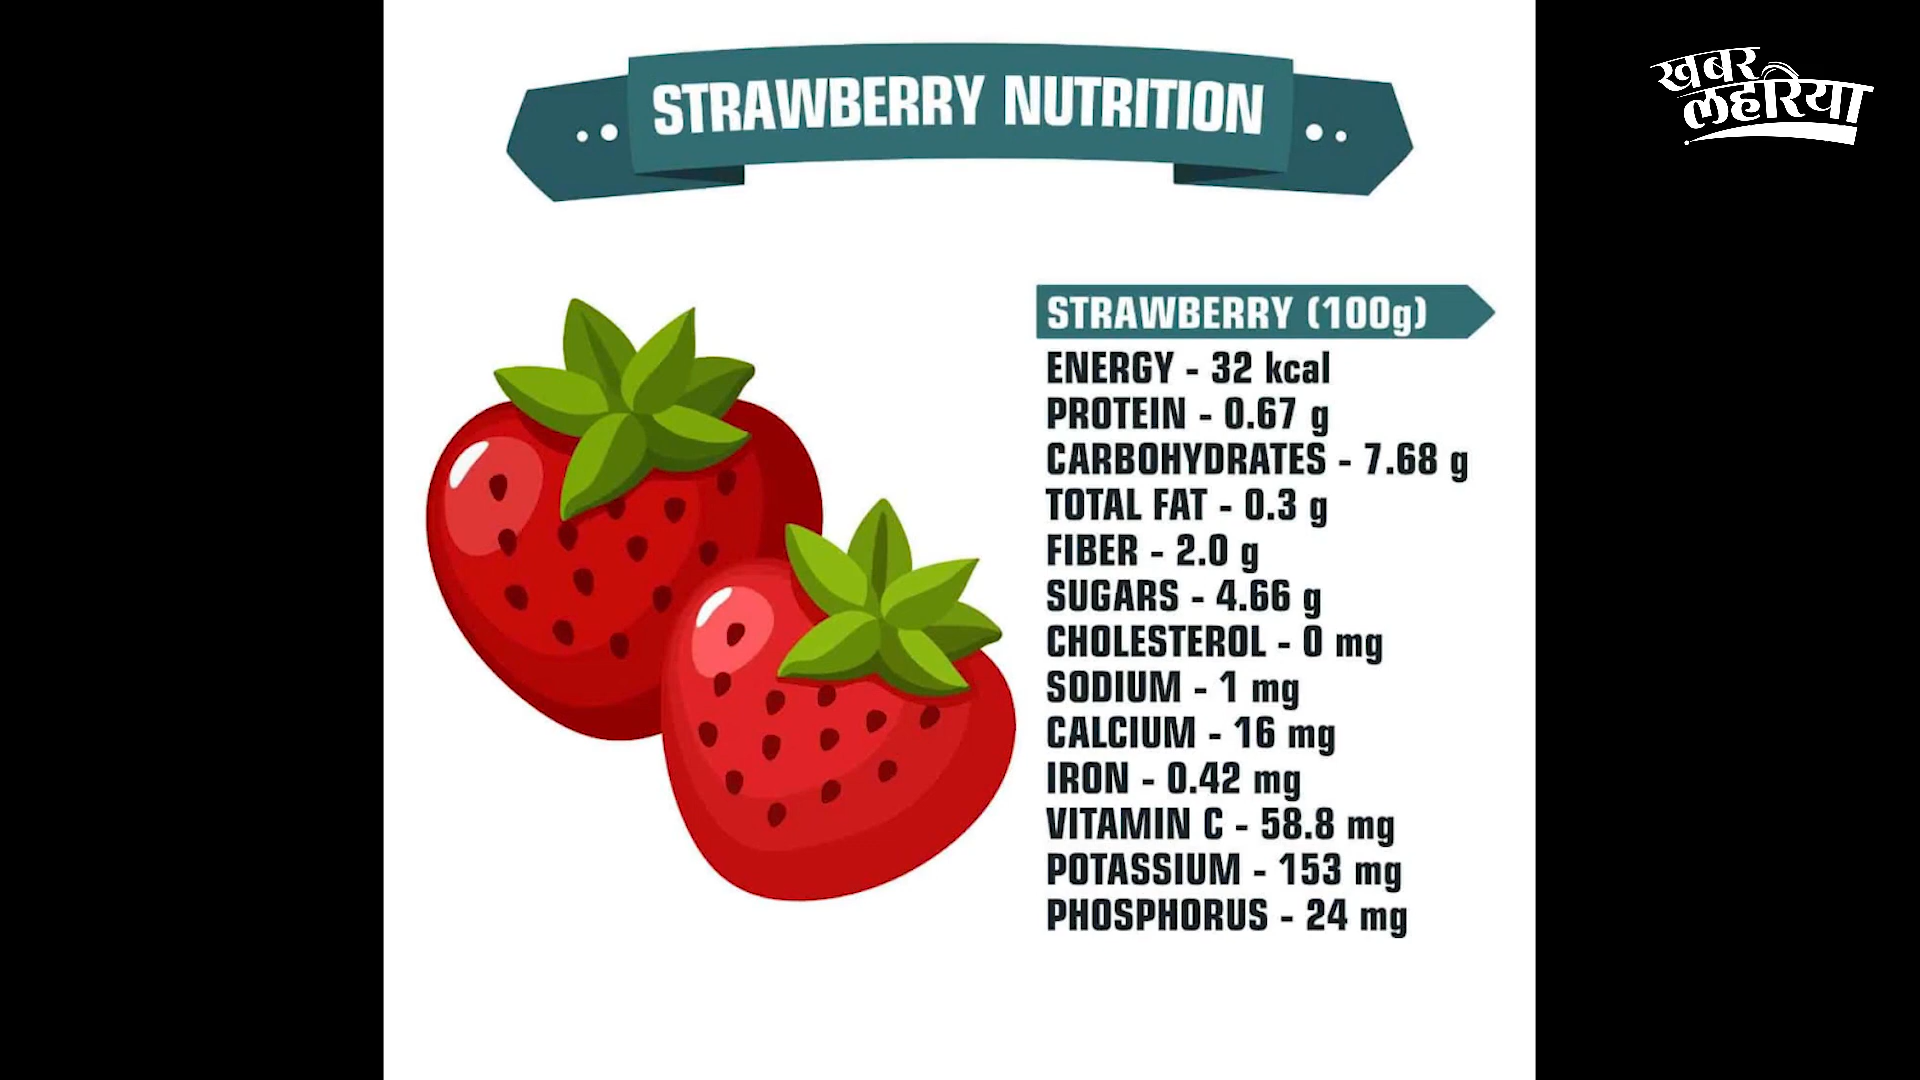 STRAWBERRY NUTRITION
खबर
लहरिया
STRAWBERRY (100g)
ENERGY - 32 kcal
PROTEIN - 0.67 g
CARBOHYDRATES - 7.68 g
TOTAL FAT - 0.3 g
FIBER - 2.0 g
SUGARS - 4.66 g
CHOLESTEROL - 0 mg
SODIUM - 1 mg
CALCIUM - 16 mg
IRON - 0.42 mg
VITAMIN C - 58.8 mg
POTASSIUM - 153 mg
PHOSPHORUS - 24 mg